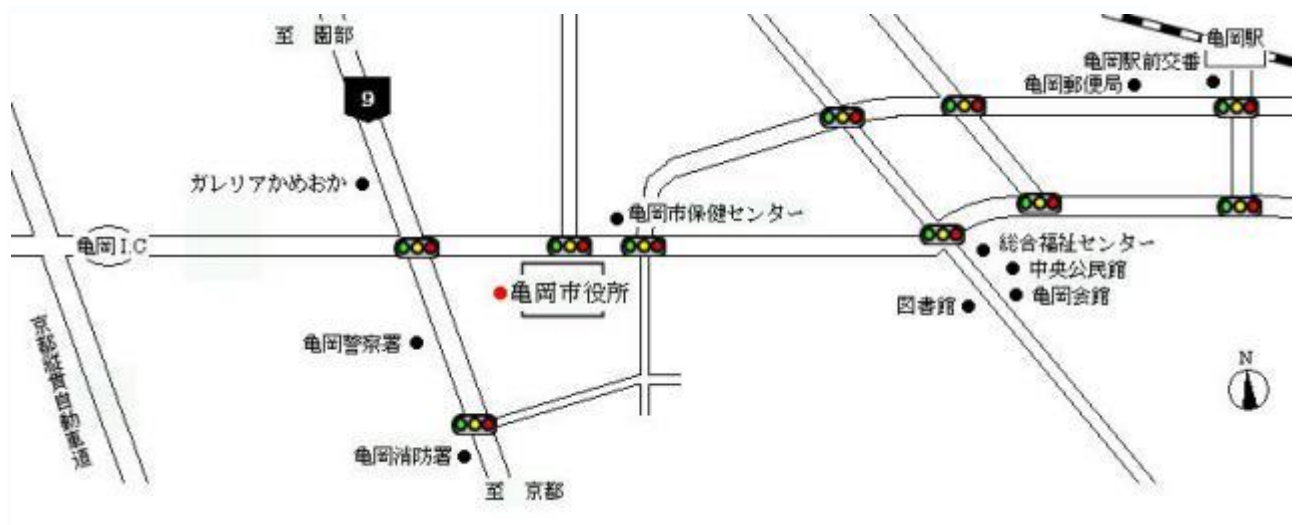 至 園部
亀岡駅
亀岡駅前交番
亀岡郵便局
9
ガレリアかめおか
亀岡市保健センター
亀岡I.C
総合福祉センター
中央公民館
亀岡会館
亀岡市役所
図書館
亀岡警察署
京都縦貫自動車道
N
亀岡消防署
至 京都